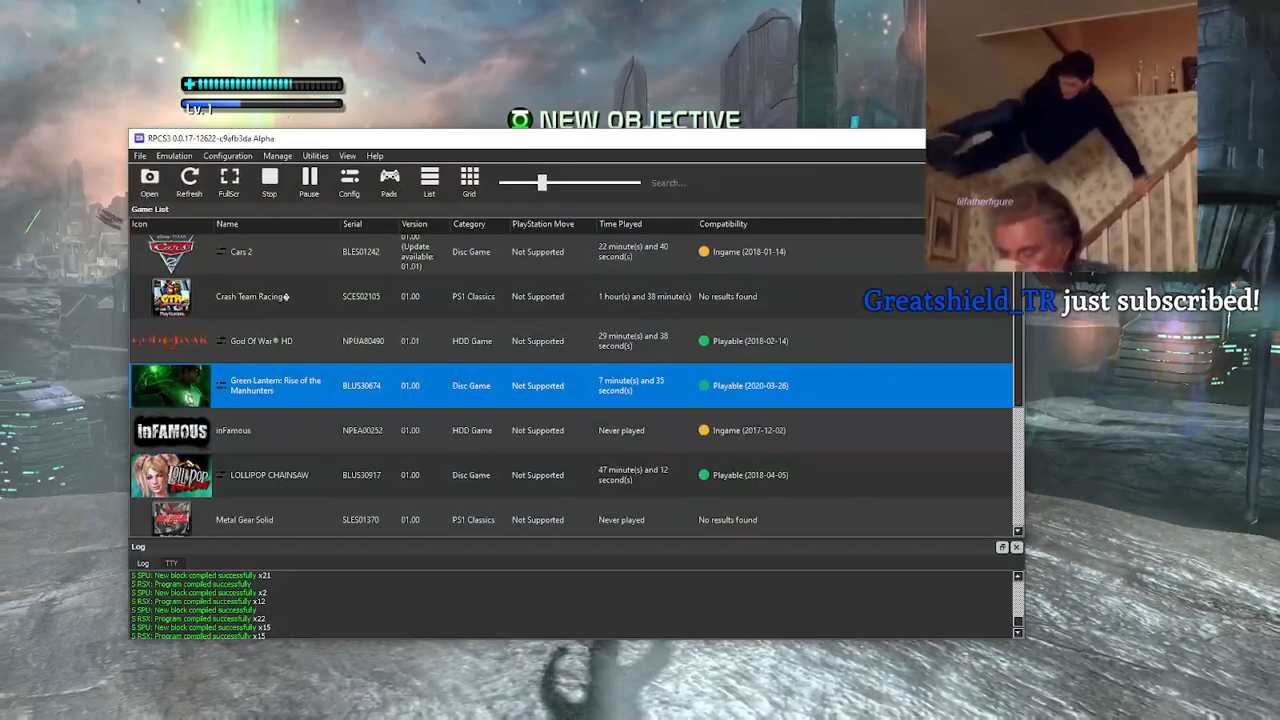 Lv. 1
NEW OBJECTIVE
RPCS3 0.0.17-12622-c9afb3da Alpha
File Emulation Configuration Manage Utilities View Help
Open Refresh FullScr Stop Pause Config Pads List Grid Search...
lilfatherfigure
Game List
Icon Name Serial Version Category PlayStation Move Time Played Compatibility
Cars 2 BLES01242 01.00 (Update available: 01.01) Disc Game Not Supported 22 minute(s) and 40 second(s) Ingame (2018-01-14)
Crash Team Racing� SCES02105 01.00 PS1 Classics Not Supported 1 hour(s) and 38 minute(s) No results found
Greatshield_TR just subscribed!
GOD OF WAR God Of War® HD NPUA80490 01.01 HDD Game Not Supported 29 minute(s) and 38 second(s) Playable (2018-02-14)
Green Lantern: Rise of the Manhunters BLUS30674 01.00 Disc Game Not Supported 7 minute(s) and 35 second(s) Playable (2020-03-26)
inFAMOUS inFamous NPEA00252 01.00 HDD Game Not Supported Never played Ingame (2017-12-02)
LOLLIPOP LOLLIPOP CHAINSAW BLUS30917 01.00 Disc Game Not Supported 47 minute(s) and 12 second(s) Playable (2018-04-05)
Metal Gear Solid SLES01370 01.00 PS1 Classics Not Supported Never played No results found
Log
Log TTY
S SPU: New block compiled successfully x21
S RSX: Program compiled successfully
S SPU: New block compiled successfully x2
S RSX: Program compiled successfully x12
S SPU: New block compiled successfully
S RSX: Program compiled successfully x22
S SPU: New block compiled successfully x15
S RSX: Program compiled successfully x15